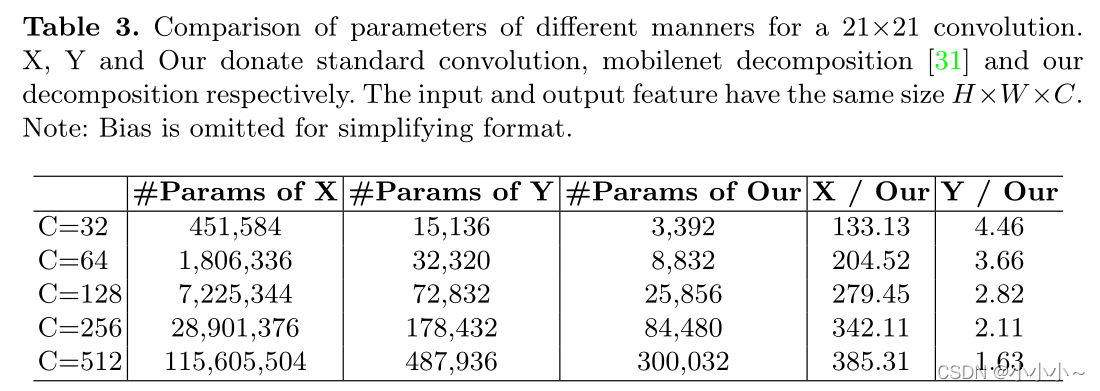 Table 3. Comparison of parameters of different manners for a 21×21 convolution.
X, Y and Our donate standard convolution, mobilenet decomposition [31] and our
decomposition respectively. The input and output feature have the same size H×W×C.
Note: Bias is omitted for simplifying format.
#Params of X #Params of Y #Params of Our X / Our Y / Our
C=32 451,584 15,136 3,392 133.13 4.46
C=64 1,806,336 32,320 8,832 204.52 3.66
C=128 7,225,344 72,832 25,856 279.45 2.82
C=256 28,901,376 178,432 84,480 342.11 2.11
C=512 115,605,504 487,936 300,032 385.31 1.63
CSDN @小小小~